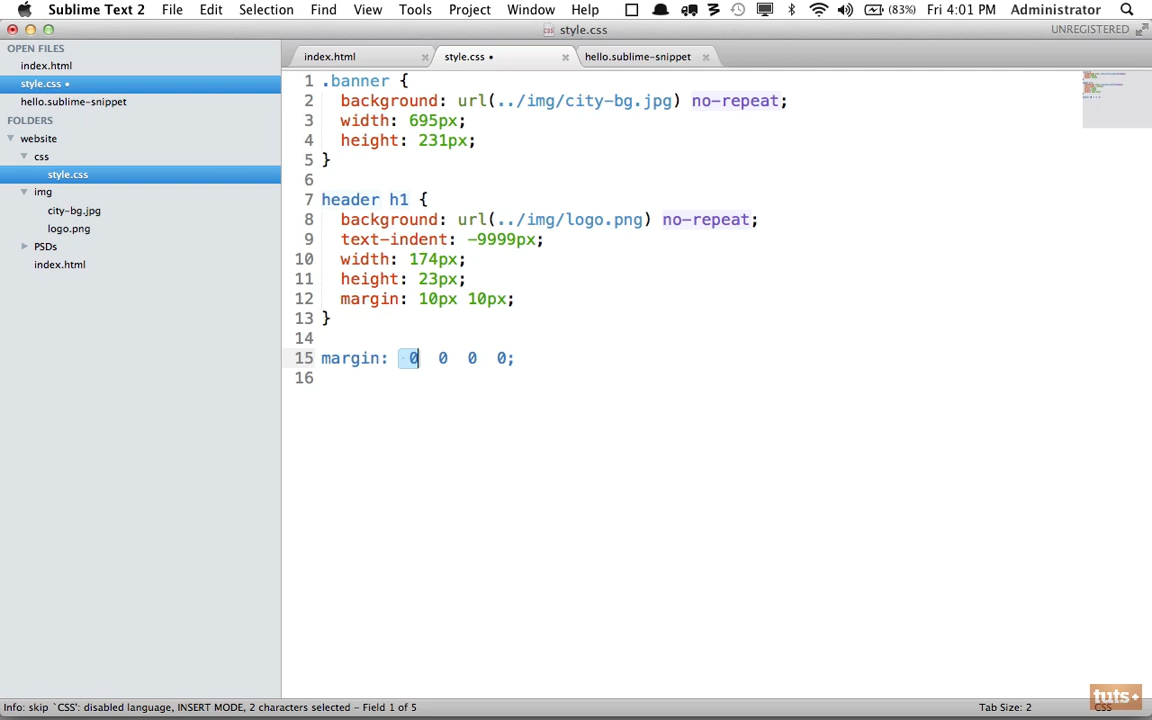 Sublime Text 2 File Edit Selection Find View Tools Project Window Help (83%) Fri 4:01 PM Administrator
style.css UNREGISTERED
OPEN FILES
index.html
style.css •
hello.sublime-snippet
FOLDERS
website
css
style.css
img
city-bg.jpg
logo.png
PSDs
index.html
index.html × style.css • × hello.sublime-snippet ×
1 .banner {
2 background: url(../img/city-bg.jpg) no-repeat;
3 width: 695px;
4 height: 231px;
5 }
6
7 header h1 {
8 background: url(../img/logo.png) no-repeat;
9 text-indent: -9999px;
10 width: 174px;
11 height: 23px;
12 margin: 10px 10px;
13 }
14
15 margin: 0 0 0 0;
16
Info: skip `CSS': disabled language, INSERT MODE, 2 characters selected - Field 1 of 5 Tab Size: 2 CSS
tuts+